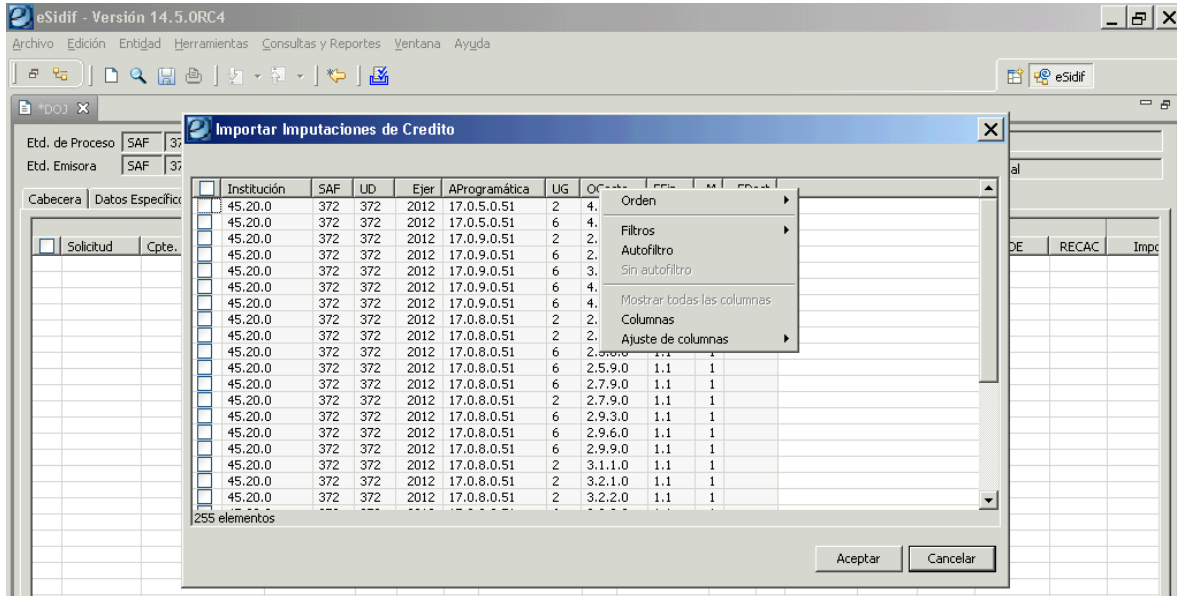 eSidif - Versión 14.5.0RC4
Archivo Edición Entidad Herramientas Consultas y Reportes Ventana Ayuda
eSidif
*DOJ
Importar Imputaciones de Credito
Etd. de Proceso SAF 37
Etd. Emisora SAF 37 al
Cabecera Datos Específico
Solicitud Cpte. DE RECAC Impo
Institución SAF UD Ejer AProgramática UG
45.20.0 372 372 2012 17.0.5.0.51 2 4.
45.20.0 372 372 2012 17.0.5.0.51 6 4.
45.20.0 372 372 2012 17.0.9.0.51 2 2.
45.20.0 372 372 2012 17.0.9.0.51 6 2.
45.20.0 372 372 2012 17.0.9.0.51 6 3.
45.20.0 372 372 2012 17.0.9.0.51 6 4.
45.20.0 372 372 2012 17.0.9.0.51 6 4.
45.20.0 372 372 2012 17.0.8.0.51 2 2.
45.20.0 372 372 2012 17.0.8.0.51 2 2.
45.20.0 372 372 2012 17.0.8.0.51 6
45.20.0 372 372 2012 17.0.8.0.51 6 2.5.9.0 1.1 1
45.20.0 372 372 2012 17.0.8.0.51 6 2.7.9.0 1.1 1
45.20.0 372 372 2012 17.0.8.0.51 2 2.7.9.0 1.1 1
45.20.0 372 372 2012 17.0.8.0.51 6 2.9.3.0 1.1 1
45.20.0 372 372 2012 17.0.8.0.51 6 2.9.6.0 1.1 1
45.20.0 372 372 2012 17.0.8.0.51 6 2.9.9.0 1.1 1
45.20.0 372 372 2012 17.0.8.0.51 2 3.1.1.0 1.1 1
45.20.0 372 372 2012 17.0.8.0.51 2 3.2.1.0 1.1 1
45.20.0 372 372 2012 17.0.8.0.51 2 3.2.2.0 1.1 1
Orden
Filtros
Autofiltro
Sin autofiltro
Mostrar todas las columnas
Columnas
Ajuste de columnas
255 elementos
Aceptar Cancelar